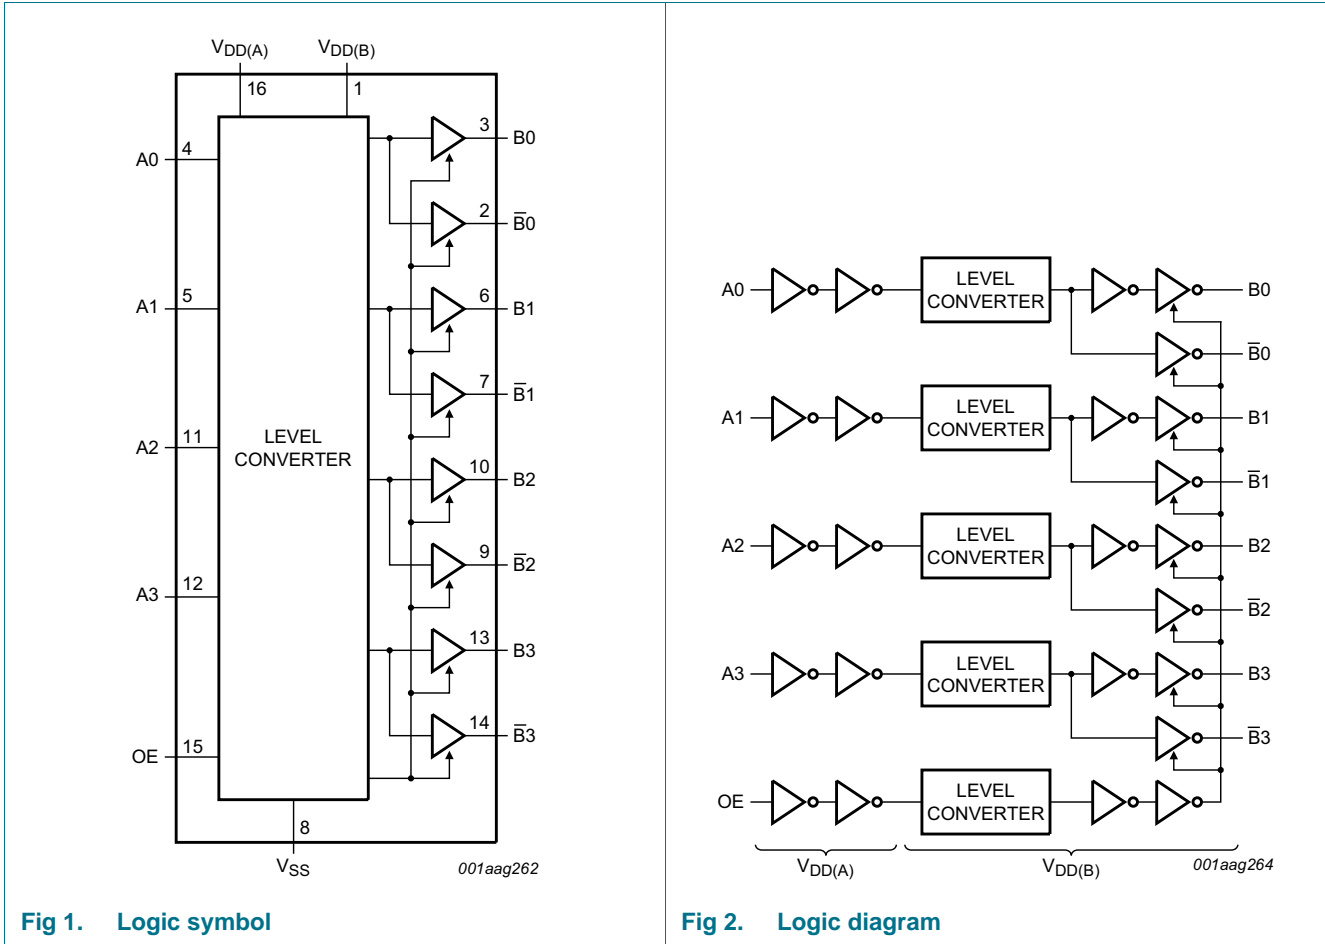 VDD(A) VDD(B)
16 1
3 B0
A0 4
2 B̅0
A1 5
6 B1
7 B̅1
A2 11
LEVEL
CONVERTER
10 B2
9 B̅2
A3 12
13 B3
14 B̅3
OE 15
8
VSS
001aag262
Fig 1. Logic symbol
A0 LEVEL
CONVERTER B0
B̅0
A1 LEVEL
CONVERTER B1
B̅1
A2 LEVEL
CONVERTER B2
B̅2
A3 LEVEL
CONVERTER B3
B̅3
OE LEVEL
CONVERTER
VDD(A) VDD(B)
001aag264
Fig 2. Logic diagram